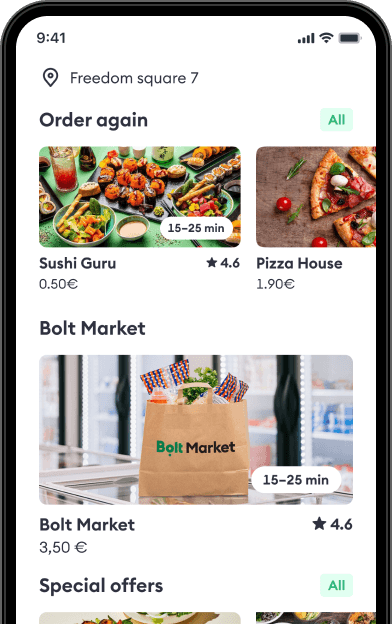 9:41
Freedom square 7
Order again
All
15–25 min
Sushi Guru
4.6
Pizza House
0.50€
1.90€
Bolt Market
Bolt Market
15–25 min
Bolt Market
4.6
3,50 €
Special offers
All